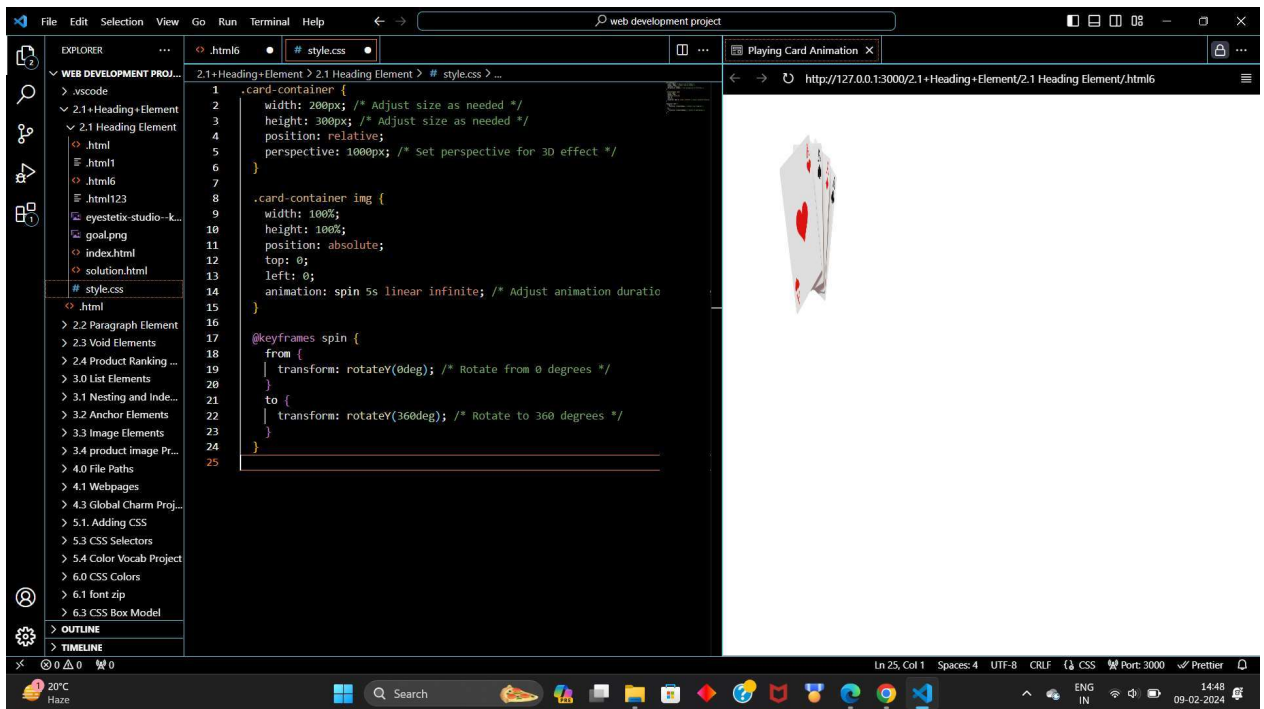 File Edit Selection View Go Run Terminal Help
web development project
EXPLORER
.html6
# style.css
Playing Card Animation
WEB DEVELOPMENT PROJ...
2.1+Heading+Element > 2.1 Heading Element > # style.css > ...
http://127.0.0.1:3000/2.1+Heading+Element/2.1 Heading Element/.html6
2
> .vscode
2.1+Heading+Element
2.1 Heading Element
.html
.html1
.html6
.html123
1
eyestetix-studio--k...
goal.png
index.html
solution.html
# style.css
.html
> 2.2 Paragraph Element
> 2.3 Void Elements
> 2.4 Product Ranking ...
> 3.0 List Elements
> 3.1 Nesting and Inde...
> 3.2 Anchor Elements
> 3.3 Image Elements
> 3.4 product image Pr...
> 4.0 File Paths
> 4.1 Webpages
> 4.3 Global Charm Proj...
> 5.1. Adding CSS
> 5.3 CSS Selectors
> 5.4 Color Vocab Project
> 6.0 CSS Colors
> 6.1 font zip
> 6.3 CSS Box Model
> OUTLINE
> TIMELINE
1 .card-container {
2 width: 200px; /* Adjust size as needed */
3 height: 300px; /* Adjust size as needed */
4 position: relative;
5 perspective: 1000px; /* Set perspective for 3D effect */
6 }
7
8 .card-container img {
9 width: 100%;
10 height: 100%;
11 position: absolute;
12 top: 0;
13 left: 0;
14 animation: spin 5s linear infinite; /* Adjust animation duratio
15 }
16
17 @keyframes spin {
18 from {
19 transform: rotateY(0deg); /* Rotate from 0 degrees */
20 }
21 to {
22 transform: rotateY(360deg); /* Rotate to 360 degrees */
23 }
24 }
25
0 0 0
Ln 25, Col 1 Spaces: 4 UTF-8 CRLF CSS Port: 3000 Prettier
1
20°C
Haze
Search
PRE
ENG
IN
14:48
09-02-2024